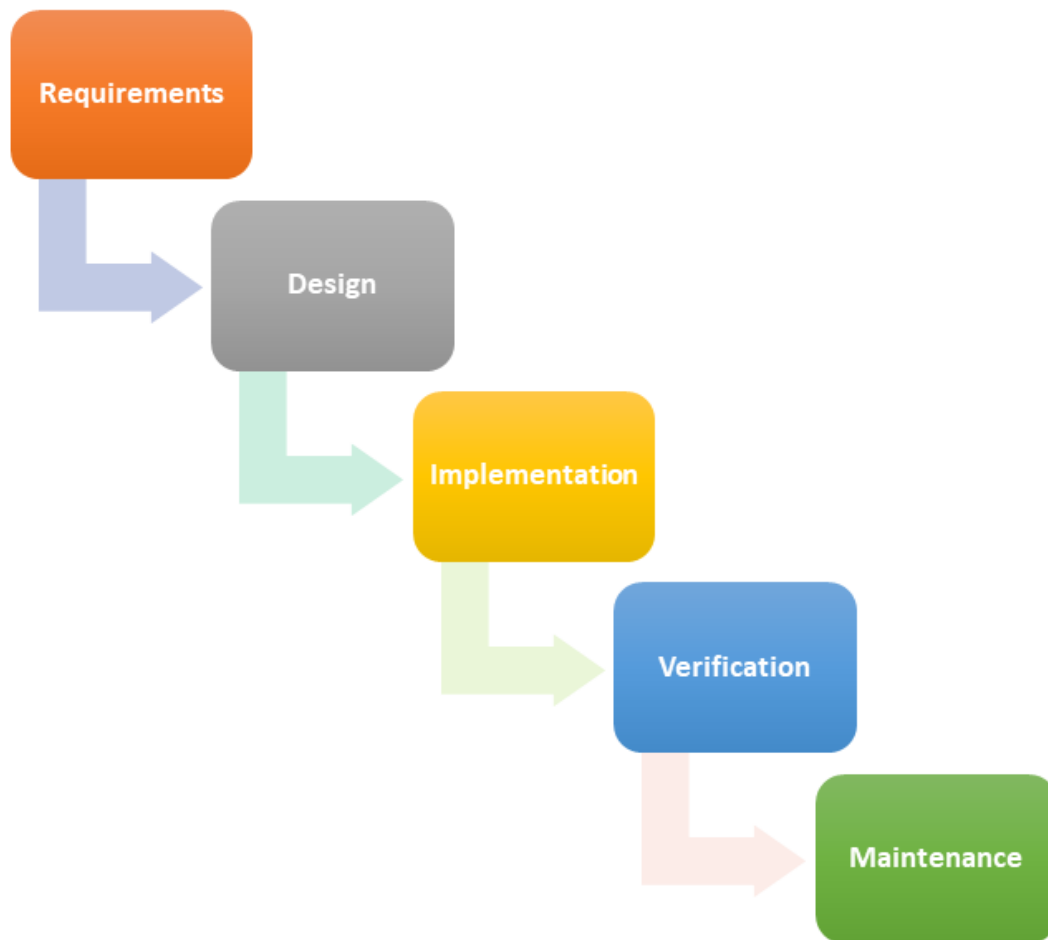 Requirements
Design
Implementation
Verification
Maintenance